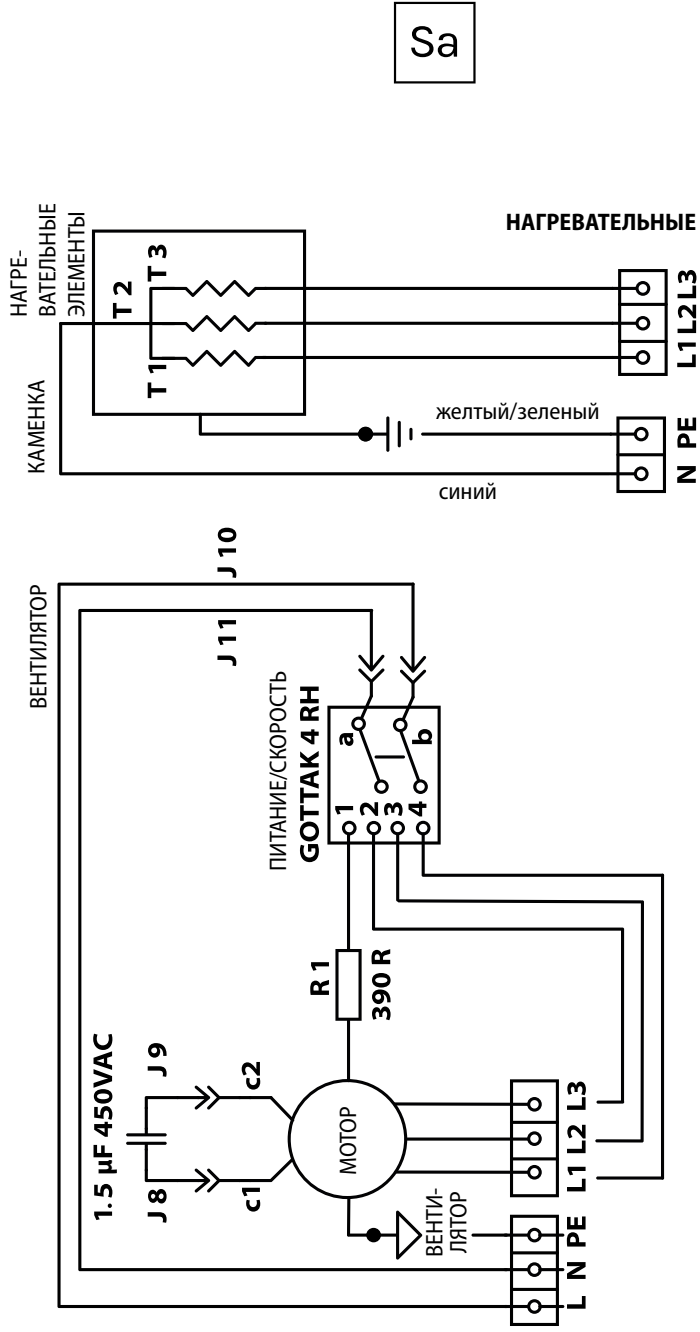 Sa
НАГРЕ-
ВАТЕЛЬНЫЕ
ЭЛЕМЕНТЫ
КАМЕНКА
T 1
T 2
T 3
НАГРЕВАТЕЛЬНЫЕ
желтый/зеленый
синий
N PE
L1 L2 L3
ВЕНТИЛЯТОР
J 10
J 11
ПИТАНИЕ/СКОРОСТЬ
GOTTAK 4 RH
1
2
3
4
a
b
R 1
390 R
1.5 µF 450VAC
J 8
J 9
c1
c2
МОТОР
ВЕНТИ-
ЛЯТОР
L N PE
L1 L2 L3